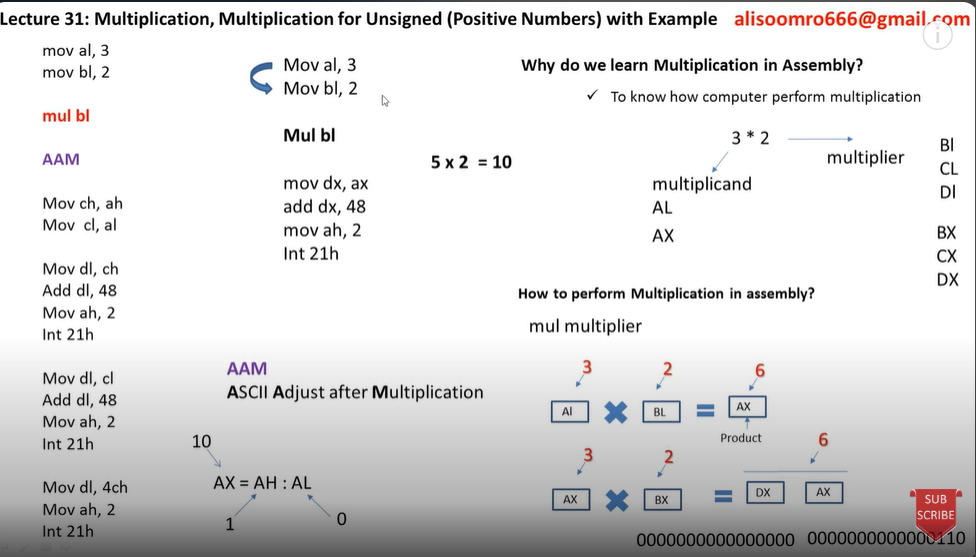 Lecture 31: Multiplication, Multiplication for Unsigned (Positive Numbers) with Example alisoomro666@gmail.com
mov al, 3
mov bl, 2
mul bl
AAM
Mov ch, ah
Mov cl, al
Mov dl, ch
Add dl, 48
Mov ah, 2
Int 21h
Mov dl, cl
Add dl, 48
Mov ah, 2
Int 21h
Mov dl, 4ch
Mov ah, 2
Int 21h
Mov al, 3
Mov bl, 2
Mul bl
mov dx, ax
add dx, 48
mov ah, 2
Int 21h
5 x 2 = 10
AAM
ASCII Adjust after Multiplication
10
AX = AH : AL
1
0
Why do we learn Multiplication in Assembly?
✓ To know how computer perform multiplication
3 * 2
multiplier
multiplicand
AL
AX
Bl
CL
Dl
BX
CX
DX
How to perform Multiplication in assembly?
mul multiplier
3 2 6
Al BL = AX
Product
3 2 6
AX BX = DX AX
0000000000000000 0000000000000110
SUB
SCRIBE